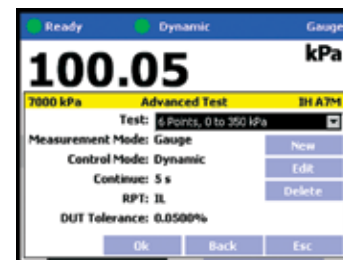 Ready Dynamic Gauge
100.05 kPa
7000 kPa Advanced Test IH A7M
Test: 6 Points, 0 to 350 kPa
Measurement Mode: Gauge
New
Control Mode: Dynamic
Edit
Continue: 5 s
Delete
RPT: IL
DUT Tolerance: 0.0500%
Ok Back Esc